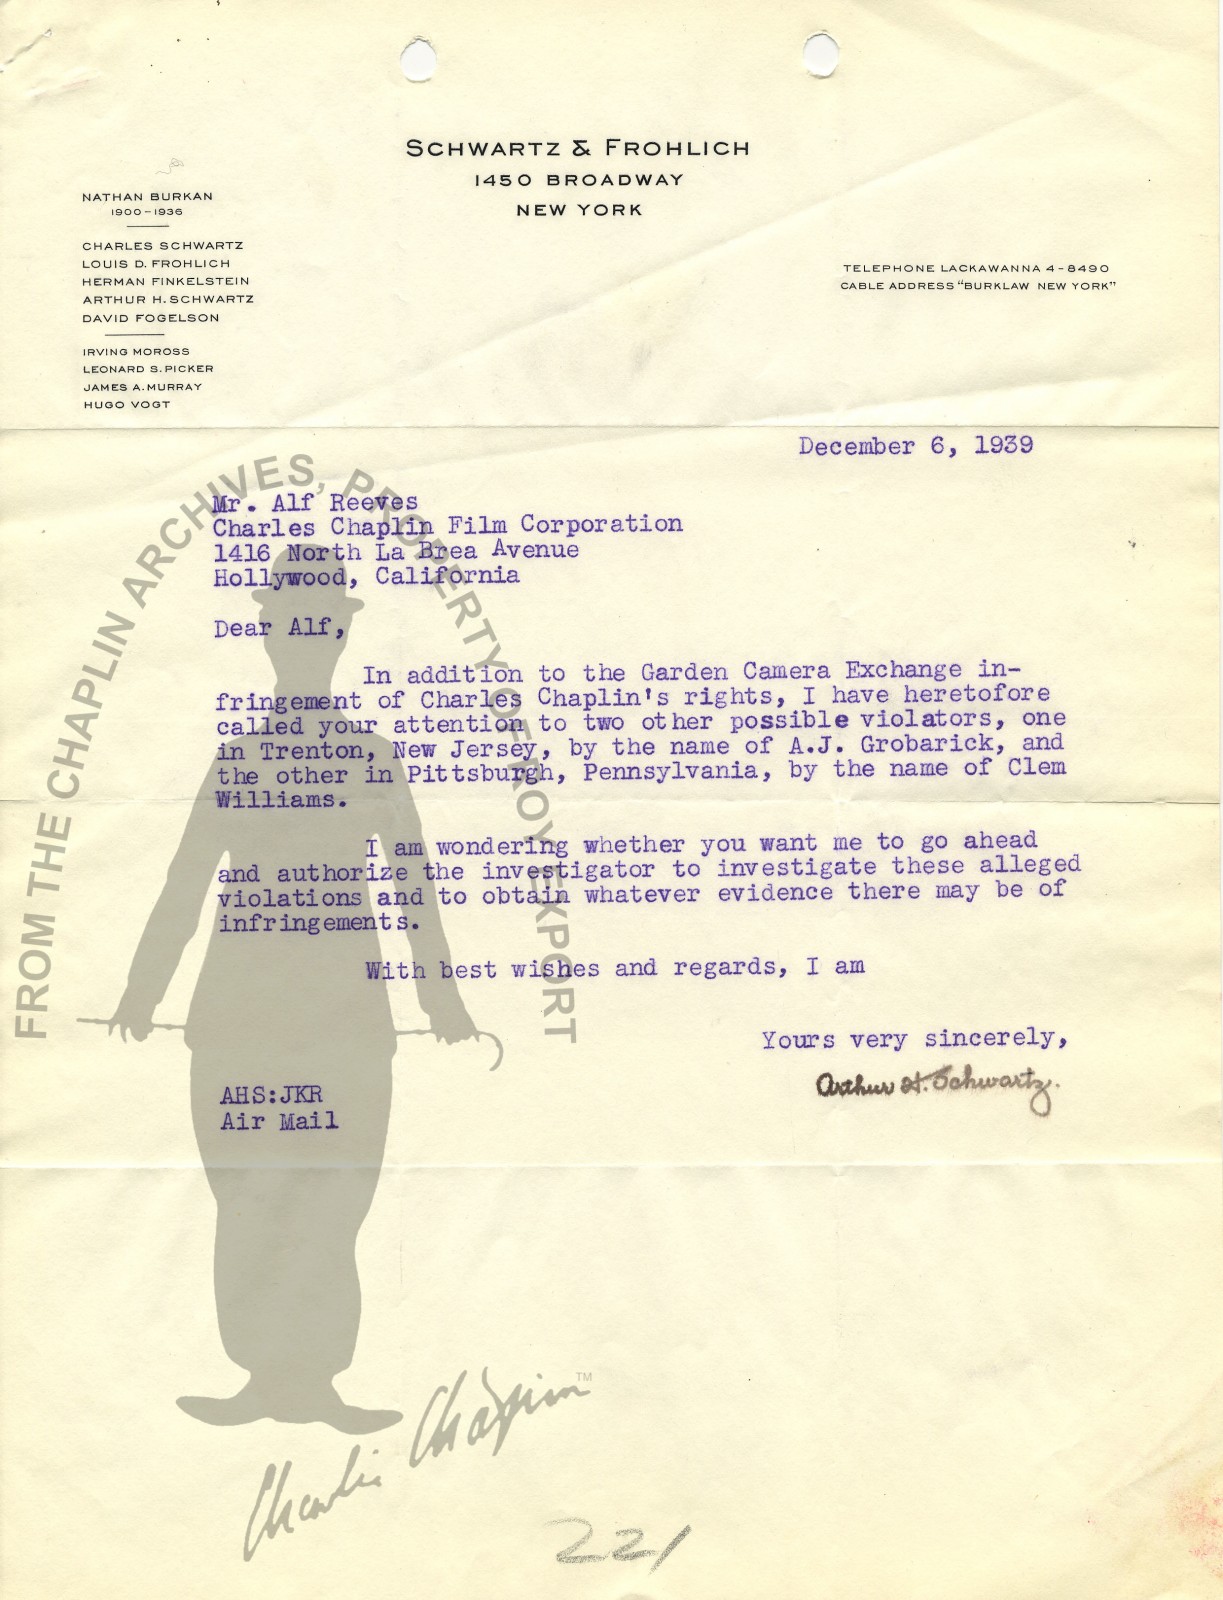 SCHWARTZ & FROHLICH
1450 BROADWAY
NEW YORK
NATHAN BURKAN
1900-1936
CHARLES SCHWARTZ
LOUIS D. FROHLICH
HERMAN FINKELSTEIN
ARTHUR H. SCHWARTZ
DAVID FOGELSON
IRVING MOROSS
LEONARD S. PICKER
JAMES A. MURRAY
HUGO VOGT
TELEPHONE LACKAWANNA 4-8490
CABLE ADDRESS "BURKLAW NEW YORK"
December 6, 1939
Mr. Alf Reeves
Charles Chaplin Film Corporation
1416 North La Brea Avenue
Hollywood, California
Dear Alf,
In addition to the Garden Camera Exchange in-
fringement of Charles Chaplin's rights, I have heretofore
called your attention to two other possible violators, one
in Trenton, New Jersey, by the name of A.J. Grobarick, and
the other in Pittsburgh, Pennsylvania, by the name of Clem
Williams.
I am wondering whether you want me to go ahead
and authorize the investigator to investigate these alleged
violations and to obtain whatever evidence there may be of
infringements.
With best wishes and regards, I am
Yours very sincerely,
Arthur H. Schwartz.
AHS:JKR
Air Mail
FROM THE CHAPLIN ARCHIVES, PROPERTY OF ROY EXPORT
Charlie Chaplin TM
221